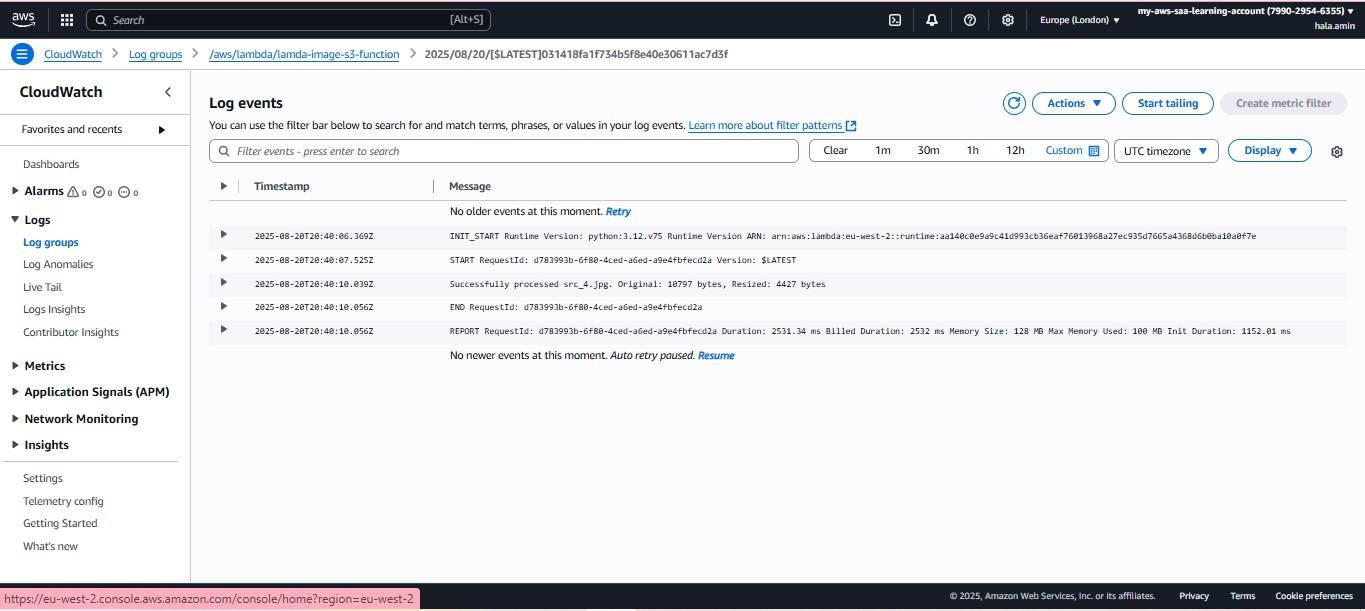 aws
Search [Alt+S]
Europe (London)
my-aws-saa-learning-account (7990-2954-6355)
hala.amin
CloudWatch > Log groups > /aws/lambda/lamda-image-s3-function > 2025/08/20/[$LATEST]031418fa1f734b5f8e40e30611ac7d3f
CloudWatch
Favorites and recents
Dashboards
Alarms 0 0 0
Logs
Log groups
Log Anomalies
Live Tail
Logs Insights
Contributor Insights
Metrics
Application Signals (APM)
Network Monitoring
Insights
Settings
Telemetry config
Getting Started
What's new
Log events
Actions
Start tailing
Create metric filter
You can use the filter bar below to search for and match terms, phrases, or values in your log events. Learn more about filter patterns
Filter events - press enter to search
Clear 1m 30m 1h 12h Custom
UTC timezone
Display
Timestamp Message
No older events at this moment. Retry
2025-08-20T20:40:06.369Z INIT_START Runtime Version: python:3.12.v75 Runtime Version ARN: arn:aws:lambda:eu-west-2::runtime:aa140c0e9a9c41d993cb36eaf76013968a27ec935d7665a4368d6b0ba10a0f7e
2025-08-20T20:40:07.525Z START RequestId: d783993b-6f80-4ced-a6ed-a9e4fbfecd2a Version: $LATEST
2025-08-20T20:40:10.039Z Successfully processed src_4.jpg. Original: 10797 bytes, Resized: 4427 bytes
2025-08-20T20:40:10.056Z END RequestId: d783993b-6f80-4ced-a6ed-a9e4fbfecd2a
2025-08-20T20:40:10.056Z REPORT RequestId: d783993b-6f80-4ced-a6ed-a9e4fbfecd2a Duration: 2531.34 ms Billed Duration: 2532 ms Memory Size: 128 MB Max Memory Used: 100 MB Init Duration: 1152.01 ms
No newer events at this moment. Auto retry paused. Resume
https://eu-west-2.console.aws.amazon.com/console/home?region=eu-west-2
© 2025, Amazon Web Services, Inc. or its affiliates. Privacy Terms Cookie preferences